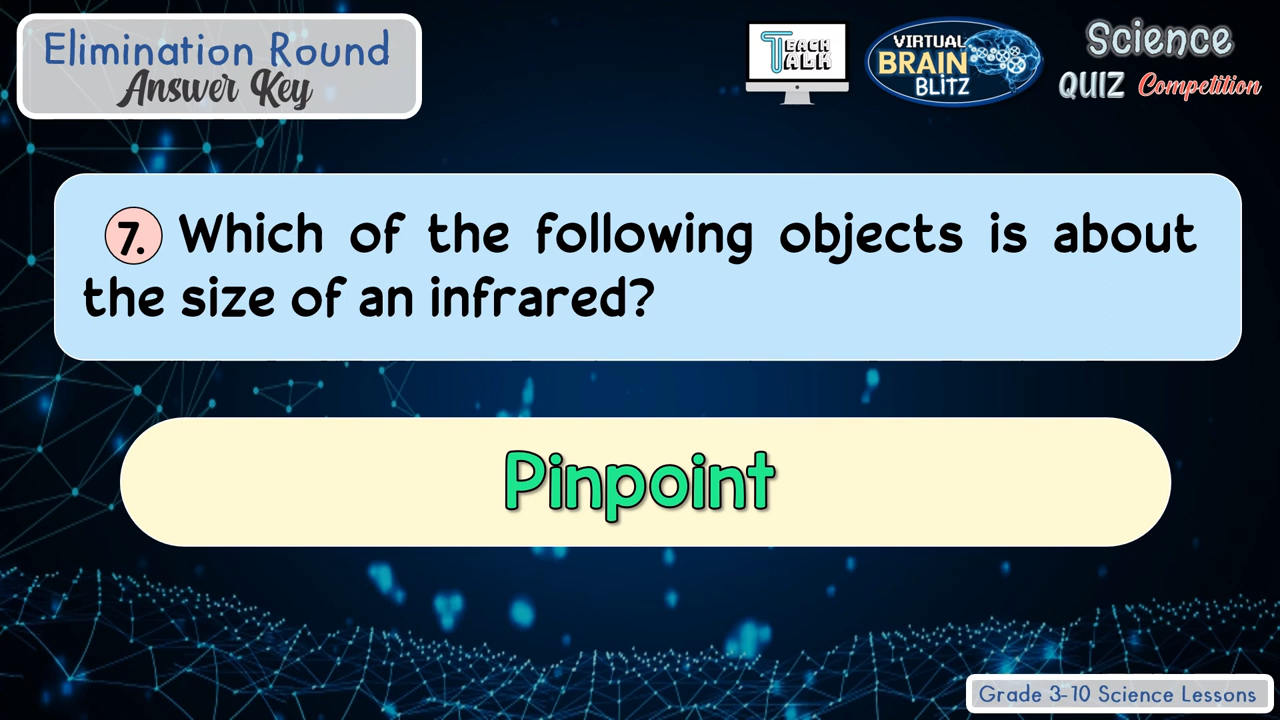 Elimination Round
Answer Key
TEACH
TALK
VIRTUAL
BRAIN
BLITZ
Science
QUIZ Competition
7. Which of the following objects is about
the size of an infrared?
Pinpoint
Grade 3-10 Science Lessons